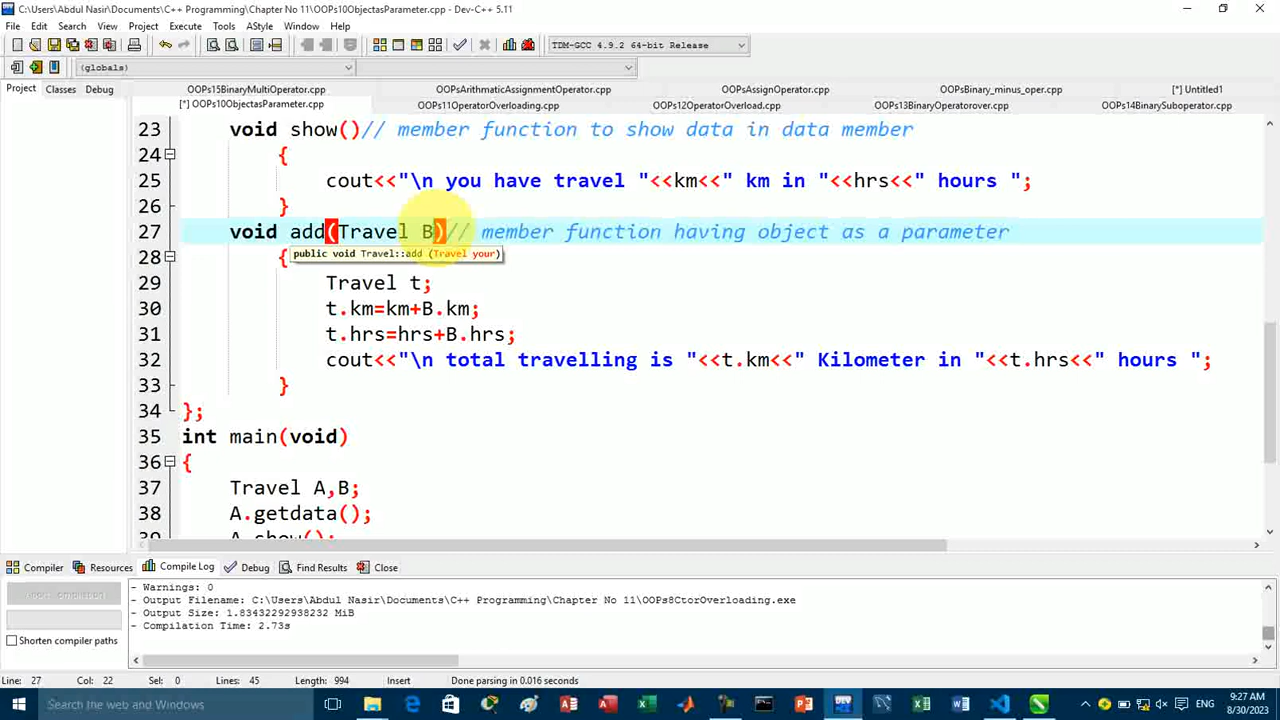 C:\Users\Abdul Nasir\Documents\C++ Programming\Chapter No 11\OOPs10ObjectasParameter.cpp - Dev-C++ 5.11
File Edit Search View Project Execute Tools AStyle Window Help
TDM-GCC 4.9.2 64-bit Release
(globals)
Project Classes Debug
OOPs15BinaryMultiOperator.cpp OOPsArithmaticAssignmentOperator.cpp OOPsAssignOperator.cpp OOPsBinary_minus_oper.cpp [*] Untitled1
[*] OOPs10ObjectasParameter.cpp OOPs11OperatorOverloading.cpp OOPs12OperatorOverload.cpp OOPs13BinaryOperatorover.cpp OOPs14BinarySuboperator.cpp
23 void show()// member function to show data in data member
24 {
25 cout<<"\n you have travel "<<km<<" km in "<<hrs<<" hours ";
26 }
27 void add(Travel B)// member function having object as a parameter
public void Travel::add (Travel your)
28 {
29 Travel t;
30 t.km=km+B.km;
31 t.hrs=hrs+B.hrs;
32 cout<<"\n total travelling is "<<t.km<<" Kilometer in "<<t.hrs<<" hours ";
33 }
34 };
35 int main(void)
36 {
37 Travel A,B;
38 A.getdata();
39 A.show();
Compiler Resources Compile Log Debug Find Results Close
- Warnings: 0
- Output Filename: C:\Users\Abdul Nasir\Documents\C++ Programming\Chapter No 11\OOPs8CtorOverloading.exe
- Output Size: 1.83432292938232 MiB
- Compilation Time: 2.73s
Shorten compiler paths
Line: 27 Col: 22 Sel: 0 Lines: 45 Length: 994 Insert Done parsing in 0.016 seconds
Search the web and Windows
DEV
ENG
9:27 AM
8/30/2023